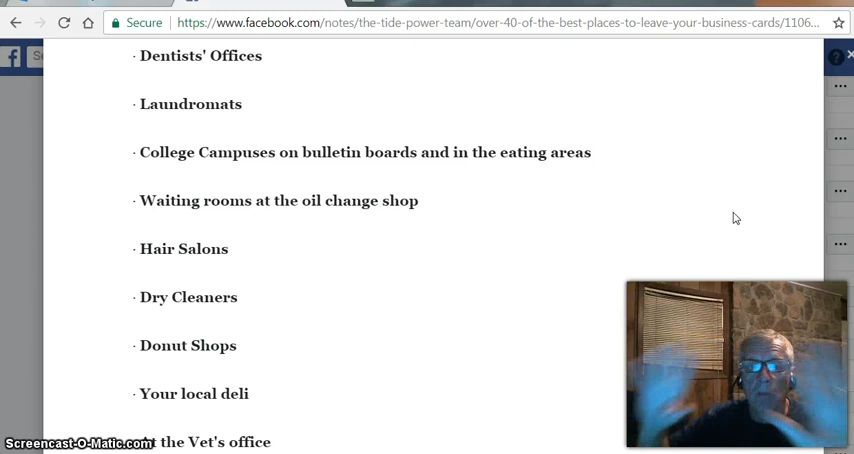 Secure
https://www.facebook.com/notes/the-tide-power-team/over-40-of-the-best-places-to-leave-your-business-cards/1106...
· Dentists' Offices
· Laundromats
· College Campuses on bulletin boards and in the eating areas
· Waiting rooms at the oil change shop
· Hair Salons
· Dry Cleaners
· Donut Shops
· Your local deli
the Vet's office
Screencast-O-Matic.com